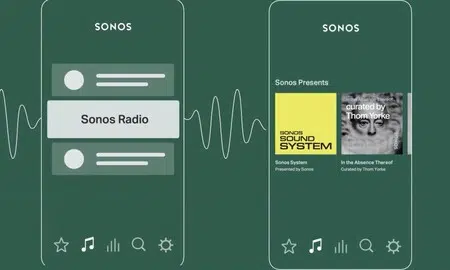 SONOS
Sonos Radio
SONOS
Sonos Presents
SONOS
SOUND
SYSTEM
curated by
Thom Yorke
Sonos System
Presented by Sonos
In the Absence Thereof
Curated by Thom Yorke